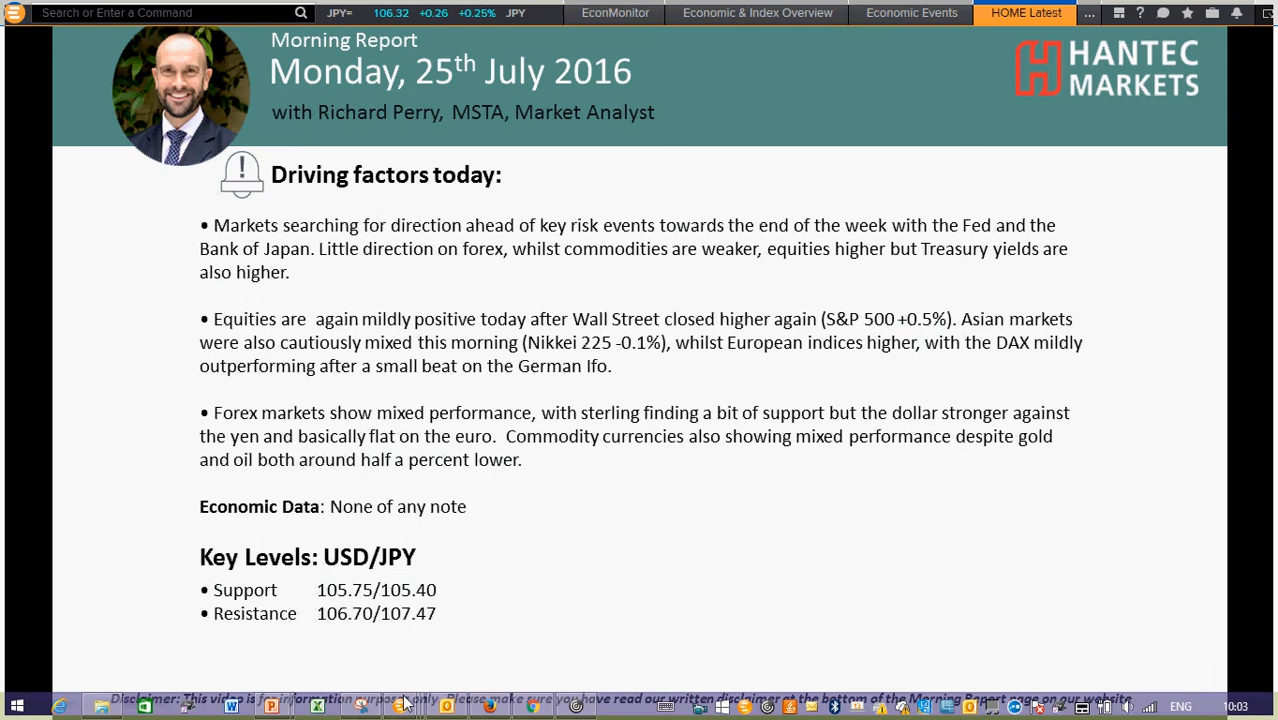 Search or Enter a Command JPY= 106.32 +0.26 +0.25% JPY EconMonitor Economic & Index Overview Economic Events HOME Latest ... ?
Morning Report
Monday, 25th July 2016
with Richard Perry, MSTA, Market Analyst
HANTEC
MARKETS
! Driving factors today:
• Markets searching for direction ahead of key risk events towards the end of the week with the Fed and the
Bank of Japan. Little direction on forex, whilst commodities are weaker, equities higher but Treasury yields are
also higher.
• Equities are again mildly positive today after Wall Street closed higher again (S&P 500 +0.5%). Asian markets
were also cautiously mixed this morning (Nikkei 225 -0.1%), whilst European indices higher, with the DAX mildly
outperforming after a small beat on the German Ifo.
• Forex markets show mixed performance, with sterling finding a bit of support but the dollar stronger against
the yen and basically flat on the euro. Commodity currencies also showing mixed performance despite gold
and oil both around half a percent lower.
Economic Data: None of any note
Key Levels: USD/JPY
• Support 105.75/105.40
• Resistance 106.70/107.47
Disclaimer: This video is for information purposes only. Please make sure you have read our written disclaimer at the bottom of the Morning Report page on our website
ENG 10:03